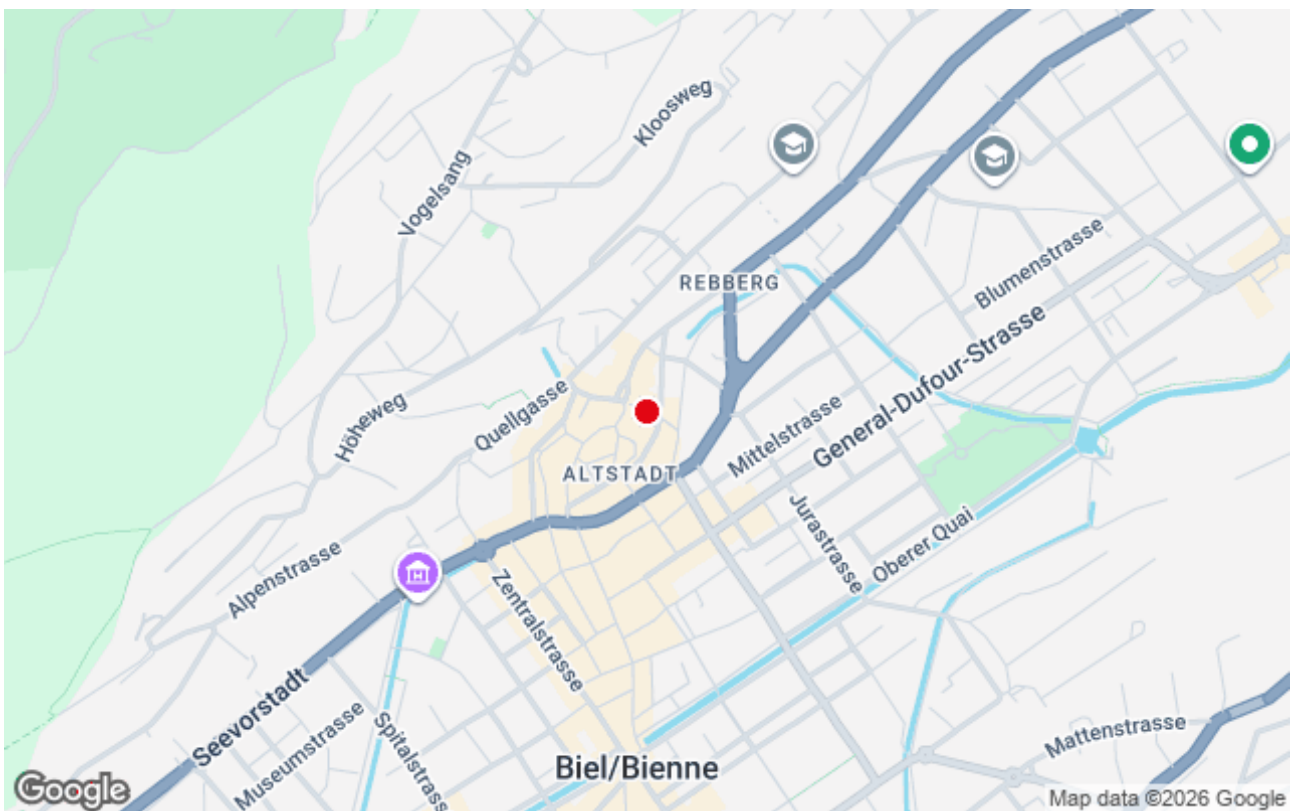 Kloosweg
Vogelsang
REBBERG
Blumenstrasse
General-Dufour-Strasse
Höheweg
Quellgasse
Mittelstrasse
ALTSTADT
Jurastrasse
Oberer Quai
Alpenstrasse
Zentralstrasse
Seevorstadt
Museumstrasse
Spitalstrasse
Mattenstrasse
Biel/Bienne
Google
Map data ©2026 Google